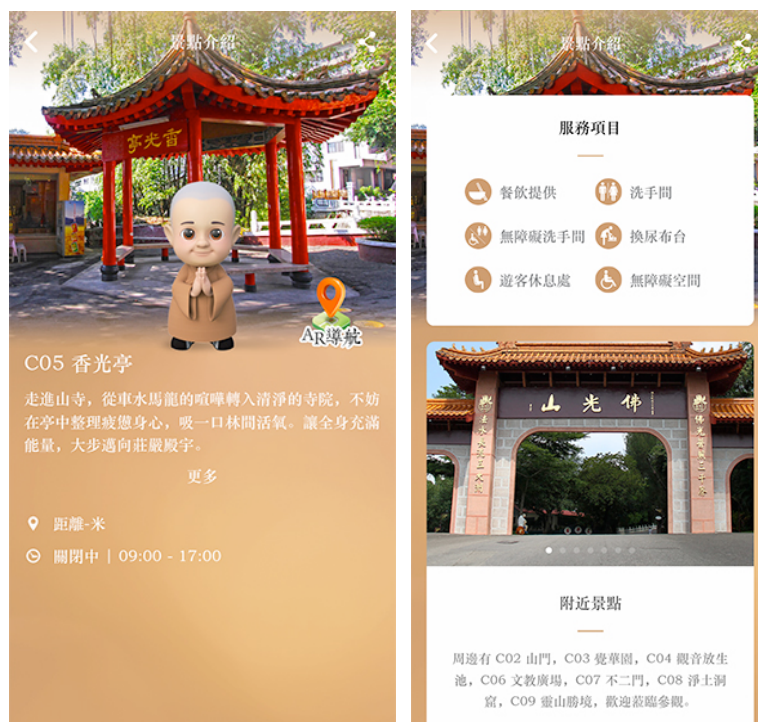 景點介紹
香光亭
AR導航
C05 香光亭
走進山寺，從車水馬龍的喧嘩轉入清淨的寺院，不妨
在亭中整理疲憊身心，吸一口林間活氧。讓全身充滿
能量，大步邁向莊嚴殿宇。
更多
距離-米
關閉中 | 09:00 - 17:00
景點介紹
服務項目
餐飲提供
洗手間
無障礙洗手間
換尿布台
遊客休息處
無障礙空間
佛光山
附近景點
周邊有 C02 山門，C03 覺華園，C04 觀音放生
池，C06 文教廣場，C07 不二門，C08 淨土洞
窟，C09 靈山勝境，歡迎蒞臨參觀。